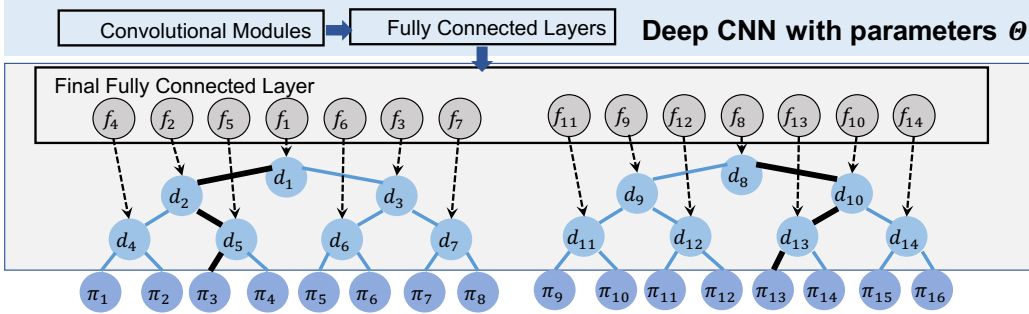 Convolutional Modules
Fully Connected Layers
Deep CNN with parameters Θ
Final Fully Connected Layer
f₄ f₂ f₅ f₁ f₆ f₃ f₇ f₁₁ f₉ f₁₂ f₈ f₁₃ f₁₀ f₁₄
d₁ d₈
d₂ d₃ d₉ d₁₀
d₄ d₅ d₆ d₇ d₁₁ d₁₂ d₁₃ d₁₄
π₁ π₂ π₃ π₄ π₅ π₆ π₇ π₈ π₉ π₁₀ π₁₁ π₁₂ π₁₃ π₁₄ π₁₅ π₁₆